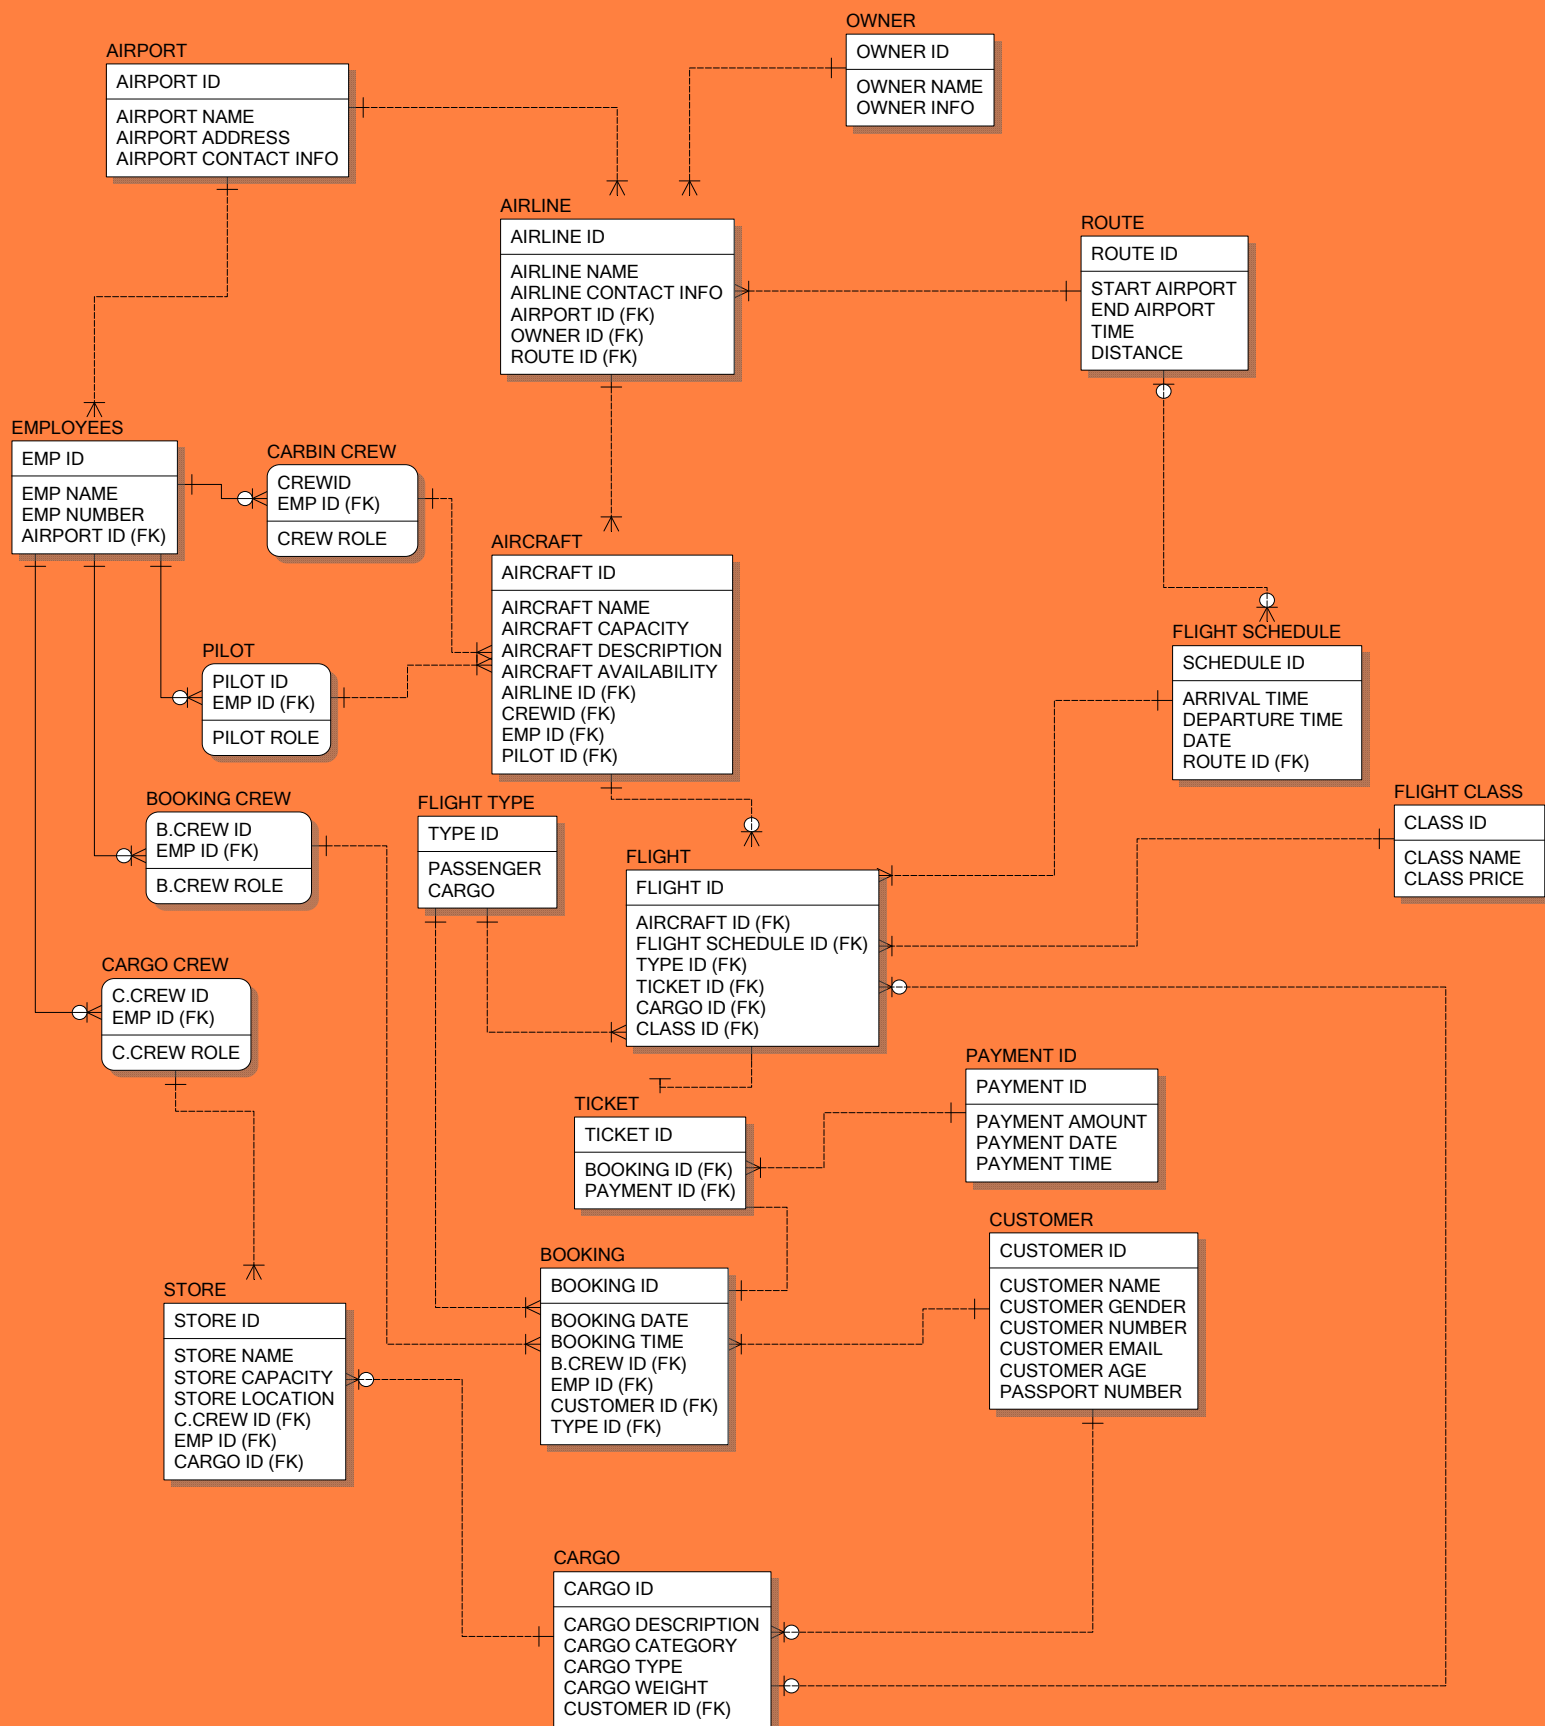 OWNER
OWNER ID
OWNER NAME
OWNER INFO
AIRPORT
AIRPORT ID
AIRPORT NAME
AIRPORT ADDRESS
AIRPORT CONTACT INFO
AIRLINE
AIRLINE ID
AIRLINE NAME
AIRLINE CONTACT INFO
AIRPORT ID (FK)
OWNER ID (FK)
ROUTE ID (FK)
ROUTE
ROUTE ID
START AIRPORT
END AIRPORT
TIME
DISTANCE
EMPLOYEES
EMP ID
EMP NAME
EMP NUMBER
AIRPORT ID (FK)
CARBIN CREW
CREWID
EMP ID (FK)
CREW ROLE
AIRCRAFT
AIRCRAFT ID
AIRCRAFT NAME
AIRCRAFT CAPACITY
AIRCRAFT DESCRIPTION
AIRCRAFT AVAILABILITY
AIRLINE ID (FK)
CREWID (FK)
EMP ID (FK)
PILOT ID (FK)
PILOT
PILOT ID
EMP ID (FK)
PILOT ROLE
FLIGHT SCHEDULE
SCHEDULE ID
ARRIVAL TIME
DEPARTURE TIME
DATE
ROUTE ID (FK)
BOOKING CREW
B.CREW ID
EMP ID (FK)
B.CREW ROLE
FLIGHT TYPE
TYPE ID
PASSENGER
CARGO
FLIGHT CLASS
CLASS ID
CLASS NAME
CLASS PRICE
FLIGHT
FLIGHT ID
AIRCRAFT ID (FK)
FLIGHT SCHEDULE ID (FK)
TYPE ID (FK)
TICKET ID (FK)
CARGO ID (FK)
CLASS ID (FK)
CARGO CREW
C.CREW ID
EMP ID (FK)
C.CREW ROLE
PAYMENT ID
PAYMENT ID
PAYMENT AMOUNT
PAYMENT DATE
PAYMENT TIME
TICKET
TICKET ID
BOOKING ID (FK)
PAYMENT ID (FK)
CUSTOMER
CUSTOMER ID
CUSTOMER NAME
CUSTOMER GENDER
CUSTOMER NUMBER
CUSTOMER EMAIL
CUSTOMER AGE
PASSPORT NUMBER
BOOKING
BOOKING ID
BOOKING DATE
BOOKING TIME
B.CREW ID (FK)
EMP ID (FK)
CUSTOMER ID (FK)
TYPE ID (FK)
STORE
STORE ID
STORE NAME
STORE CAPACITY
STORE LOCATION
C.CREW ID (FK)
EMP ID (FK)
CARGO ID (FK)
CARGO
CARGO ID
CARGO DESCRIPTION
CARGO CATEGORY
CARGO TYPE
CARGO WEIGHT
CUSTOMER ID (FK)